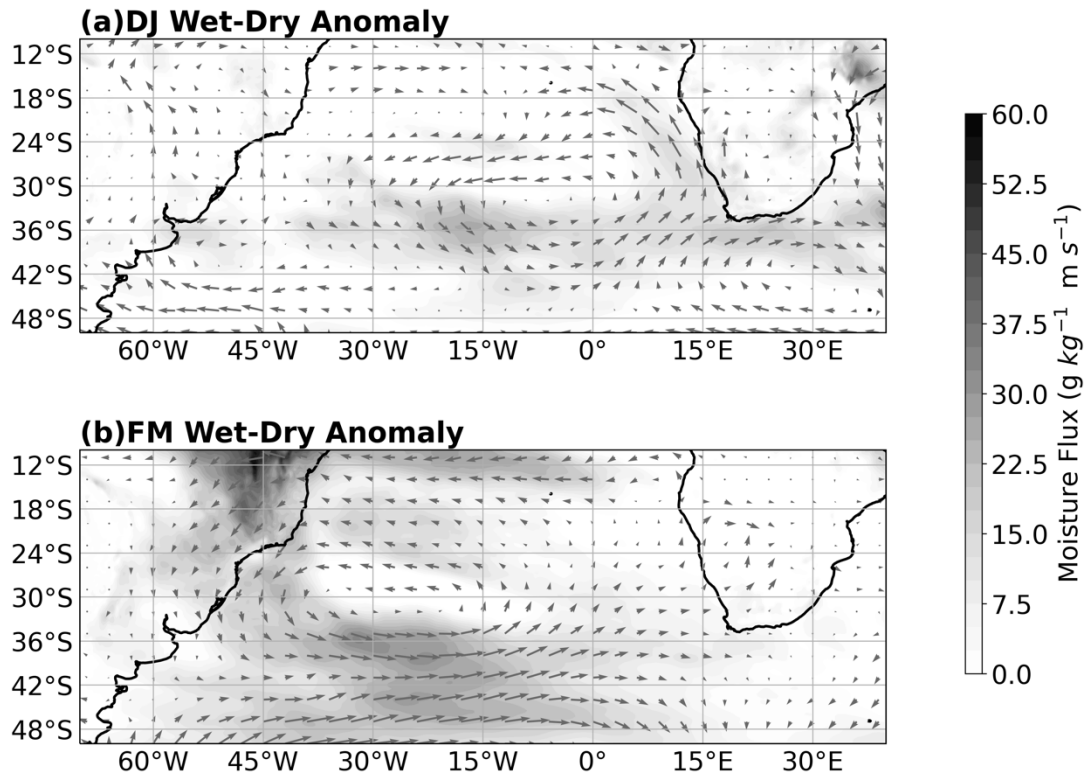 (a)DJ Wet-Dry Anomaly
12°S
18°S
24°S
30°S
36°S
42°S
48°S
60°W 45°W 30°W 15°W 0° 15°E 30°E
(b)FM Wet-Dry Anomaly
12°S
18°S
24°S
30°S
36°S
42°S
48°S
60°W 45°W 30°W 15°W 0° 15°E 30°E
60.0
52.5
45.0
37.5
30.0
22.5
15.0
7.5
0.0
Moisture Flux (g kg⁻¹ m s⁻¹)